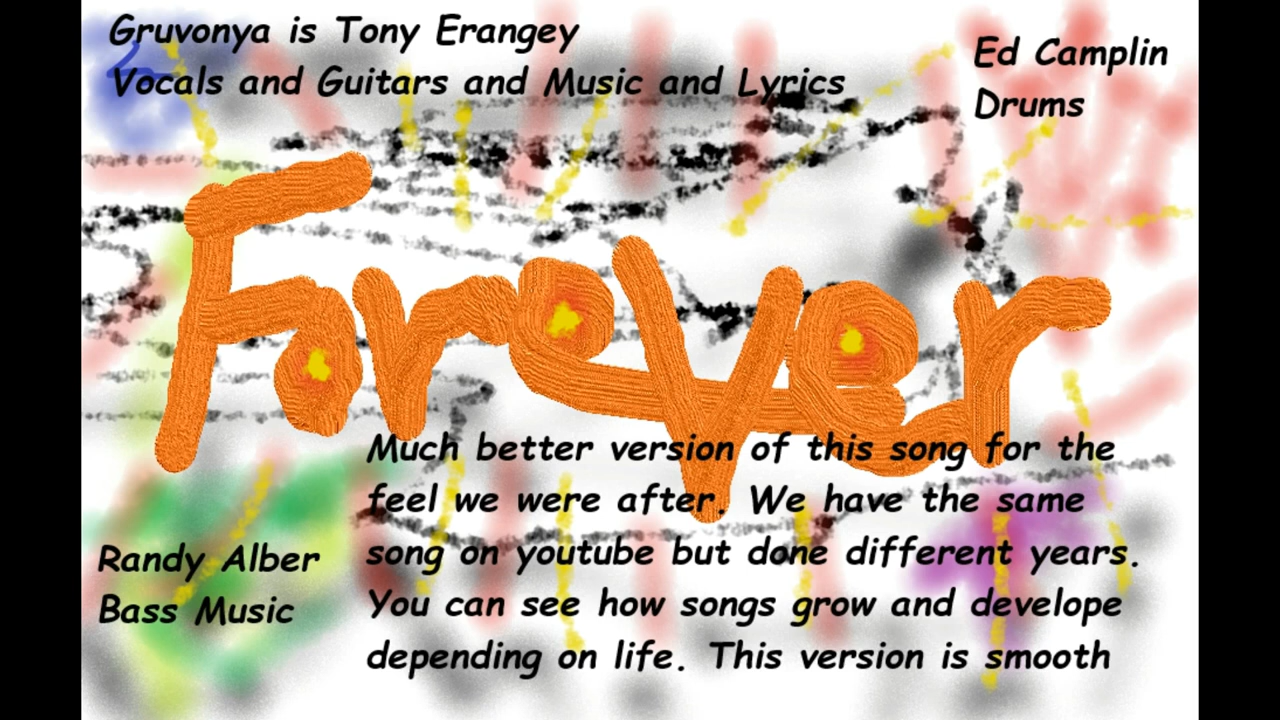 Gruvonya is Tony Erangey
Vocals and Guitars and Music and Lyrics
Ed Camplin
Drums
Forever
Much better version of this song for the
feel we were after. We have the same
song on youtube but done different years.
You can see how songs grow and develope
depending on life. This version is smooth
Randy Alber
Bass Music